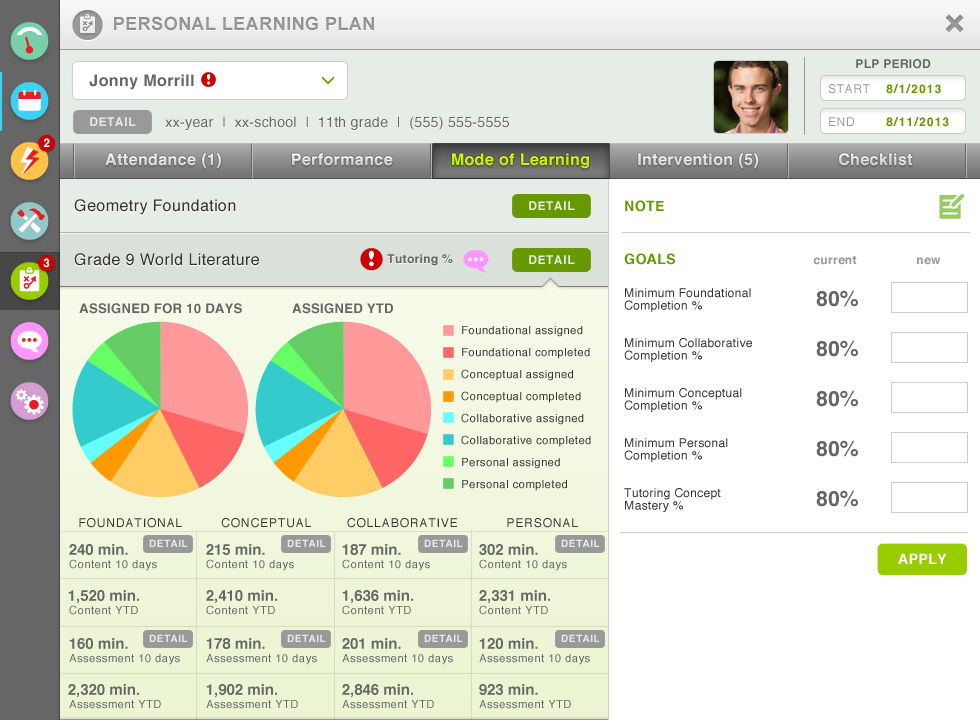 PERSONAL LEARNING PLAN
Jonny Morrill
DETAIL xx-year | xx-school | 11th grade | (555) 555-5555
PLP PERIOD
START 8/1/2013
END 8/11/2013
2
3
Attendance (1) Performance Mode of Learning Intervention (5) Checklist
Geometry Foundation DETAIL
Grade 9 World Literature Tutoring % DETAIL
ASSIGNED FOR 10 DAYS ASSIGNED YTD
Foundational assigned
Foundational completed
Conceptual assigned
Conceptual completed
Collaborative assigned
Collaborative completed
Personal assigned
Personal completed
FOUNDATIONAL CONCEPTUAL COLLABORATIVE PERSONAL
240 min. DETAIL 215 min. DETAIL 187 min. DETAIL 302 min. DETAIL
Content 10 days Content 10 days Content 10 days Content 10 days
1,520 min. 2,410 min. 1,636 min. 2,331 min.
Content YTD Content YTD Content YTD Content YTD
160 min. DETAIL 178 min. DETAIL 201 min. DETAIL 120 min. DETAIL
Assessment 10 days Assessment 10 days Assessment 10 days Assessment 10 days
2,320 min. 1,902 min. 2,846 min. 923 min.
Assessment YTD Assessment YTD Assessment YTD Assessment YTD
NOTE
GOALS current new
Minimum Foundational
Completion % 80%
Minimum Collaborative
Completion % 80%
Minimum Conceptual
Completion % 80%
Minimum Personal
Completion % 80%
Tutoring Concept
Mastery % 80%
APPLY